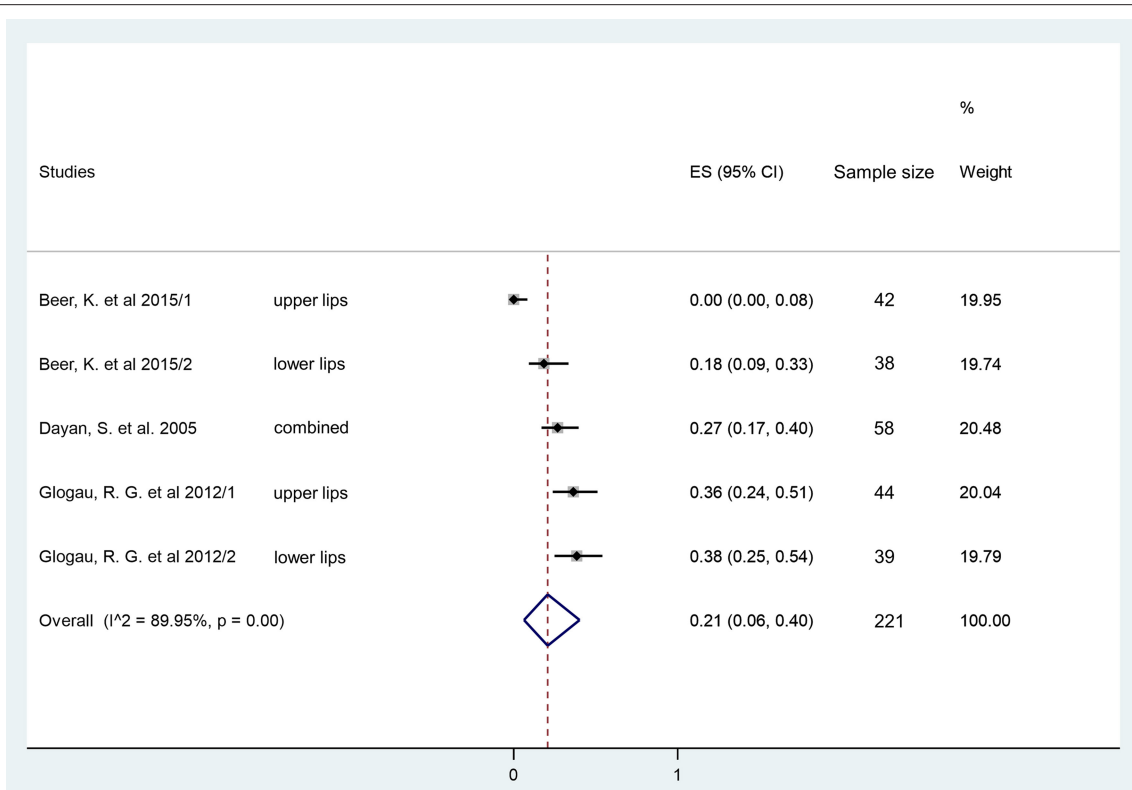 %
Studies ES (95% CI) Sample size Weight
Beer, K. et al 2015/1 upper lips 0.00 (0.00, 0.08) 42 19.95
Beer, K. et al 2015/2 lower lips 0.18 (0.09, 0.33) 38 19.74
Dayan, S. et al. 2005 combined 0.27 (0.17, 0.40) 58 20.48
Glogau, R. G. et al 2012/1 upper lips 0.36 (0.24, 0.51) 44 20.04
Glogau, R. G. et al 2012/2 lower lips 0.38 (0.25, 0.54) 39 19.79
Overall (I^2 = 89.95%, p = 0.00) 0.21 (0.06, 0.40) 221 100.00
0 1